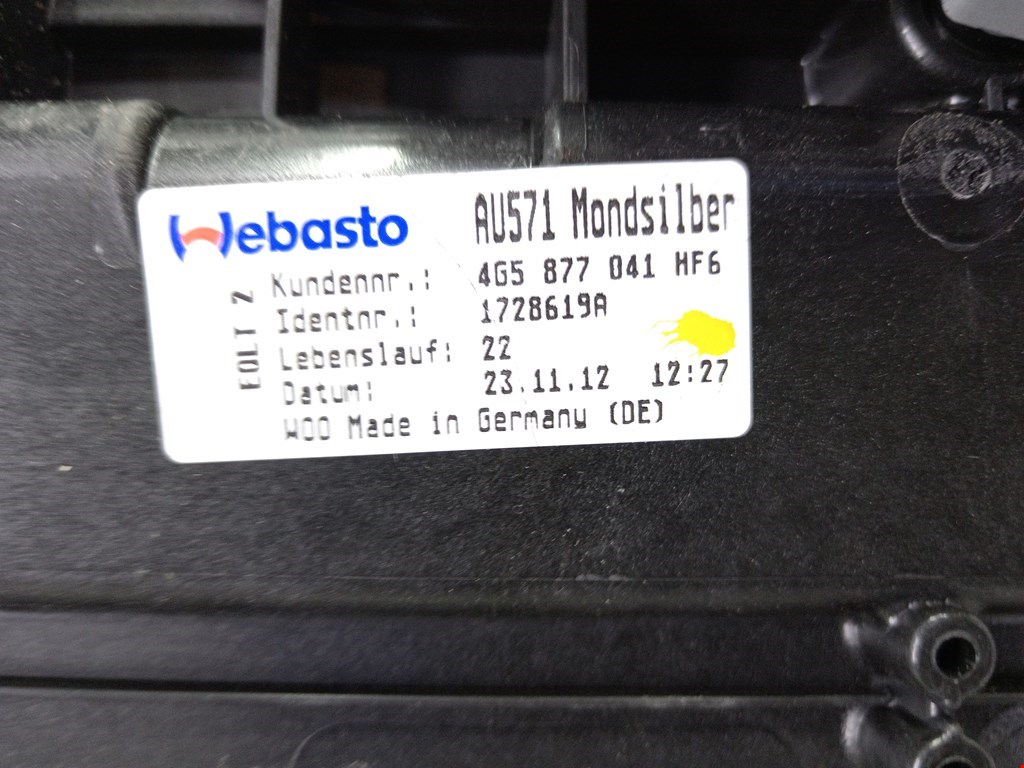 Webasto AU571 Mondsilber
Kundennr.: 4G5 877 041 HF6
Identnr.: 1728619A
Lebenslauf: 22
Datum: 23.11.12 12:27
WOO Made in Germany (DE)
EOLT 2